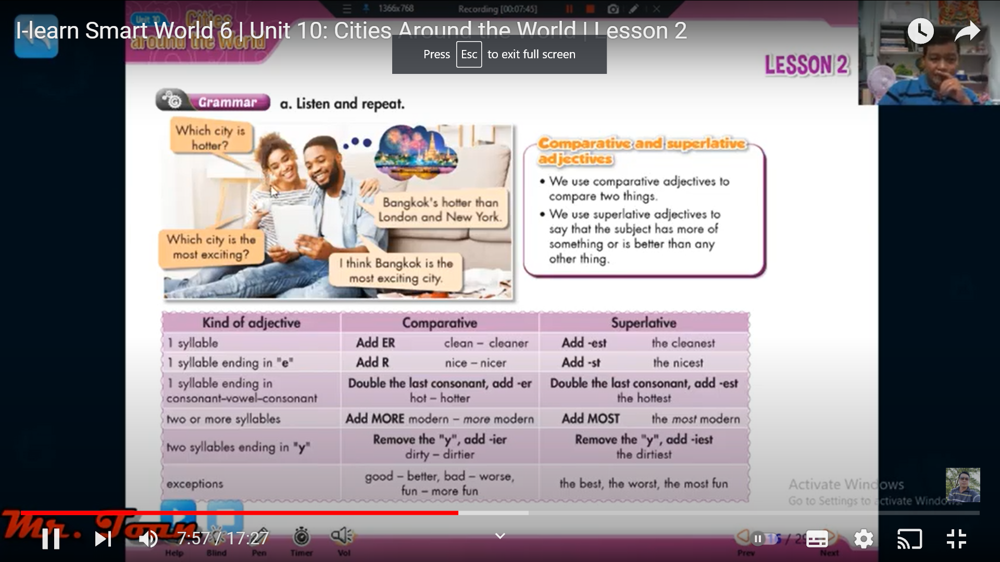 1366x768
Recording [00:07:45]
Unit 10
Cities
around the World
I-learn Smart World 6 | Unit 10: Cities Around the World | Lesson 2
Press Esc to exit full screen
LESSON 2
Grammar
a. Listen and repeat.
Which city is
hotter?
Bangkok's hotter than
London and New York.
Which city is the
most exciting?
I think Bangkok is the
most exciting city.
Comparative and superlative
adjectives
• We use comparative adjectives to
compare two things.
• We use superlative adjectives to
say that the subject has more of
something or is better than any
other thing.
Kind of adjective Comparative Superlative
1 syllable Add ER clean – cleaner Add -est the cleanest
1 syllable ending in "e" Add R nice – nicer Add -st the nicest
1 syllable ending in
consonant–vowel–consonant
Double the last consonant, add -er
hot – hotter
Double the last consonant, add -est
the hottest
two or more syllables Add MORE modern – more modern Add MOST the most modern
two syllables ending in "y"
Remove the "y", add -ier
dirty – dirtier
Remove the "y", add -iest
the dirtiest
exceptions
good – better, bad – worse,
fun – more fun
the best, the worst, the most fun
Activate Windows
Go to Settings to activate Windows.
Mr. Toan
7:57 / 17:27
Help Blind Pen Timer Vol
Prev
Next